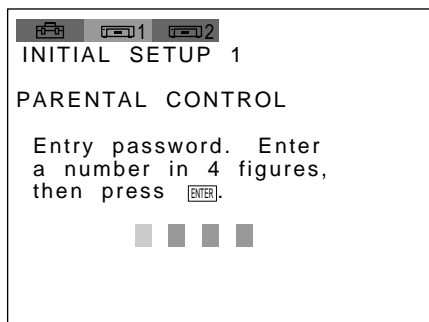 1 2
INITIAL SETUP 1
PARENTAL CONTROL
Entry password. Enter
a number in 4 figures,
then press ENTER.